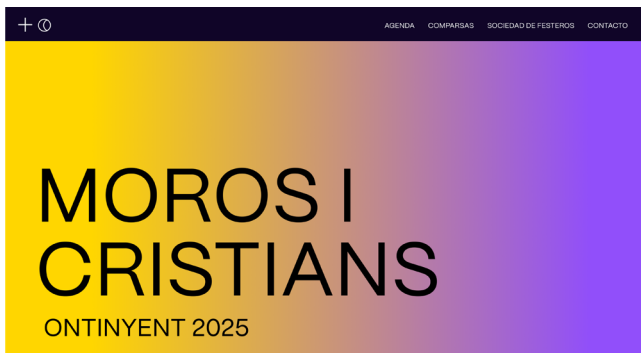 AGENDA COMPARSAS SOCIEDAD DE FESTEROS CONTACTO
MOROS I
CRISTIANS
ONTINYENT 2025